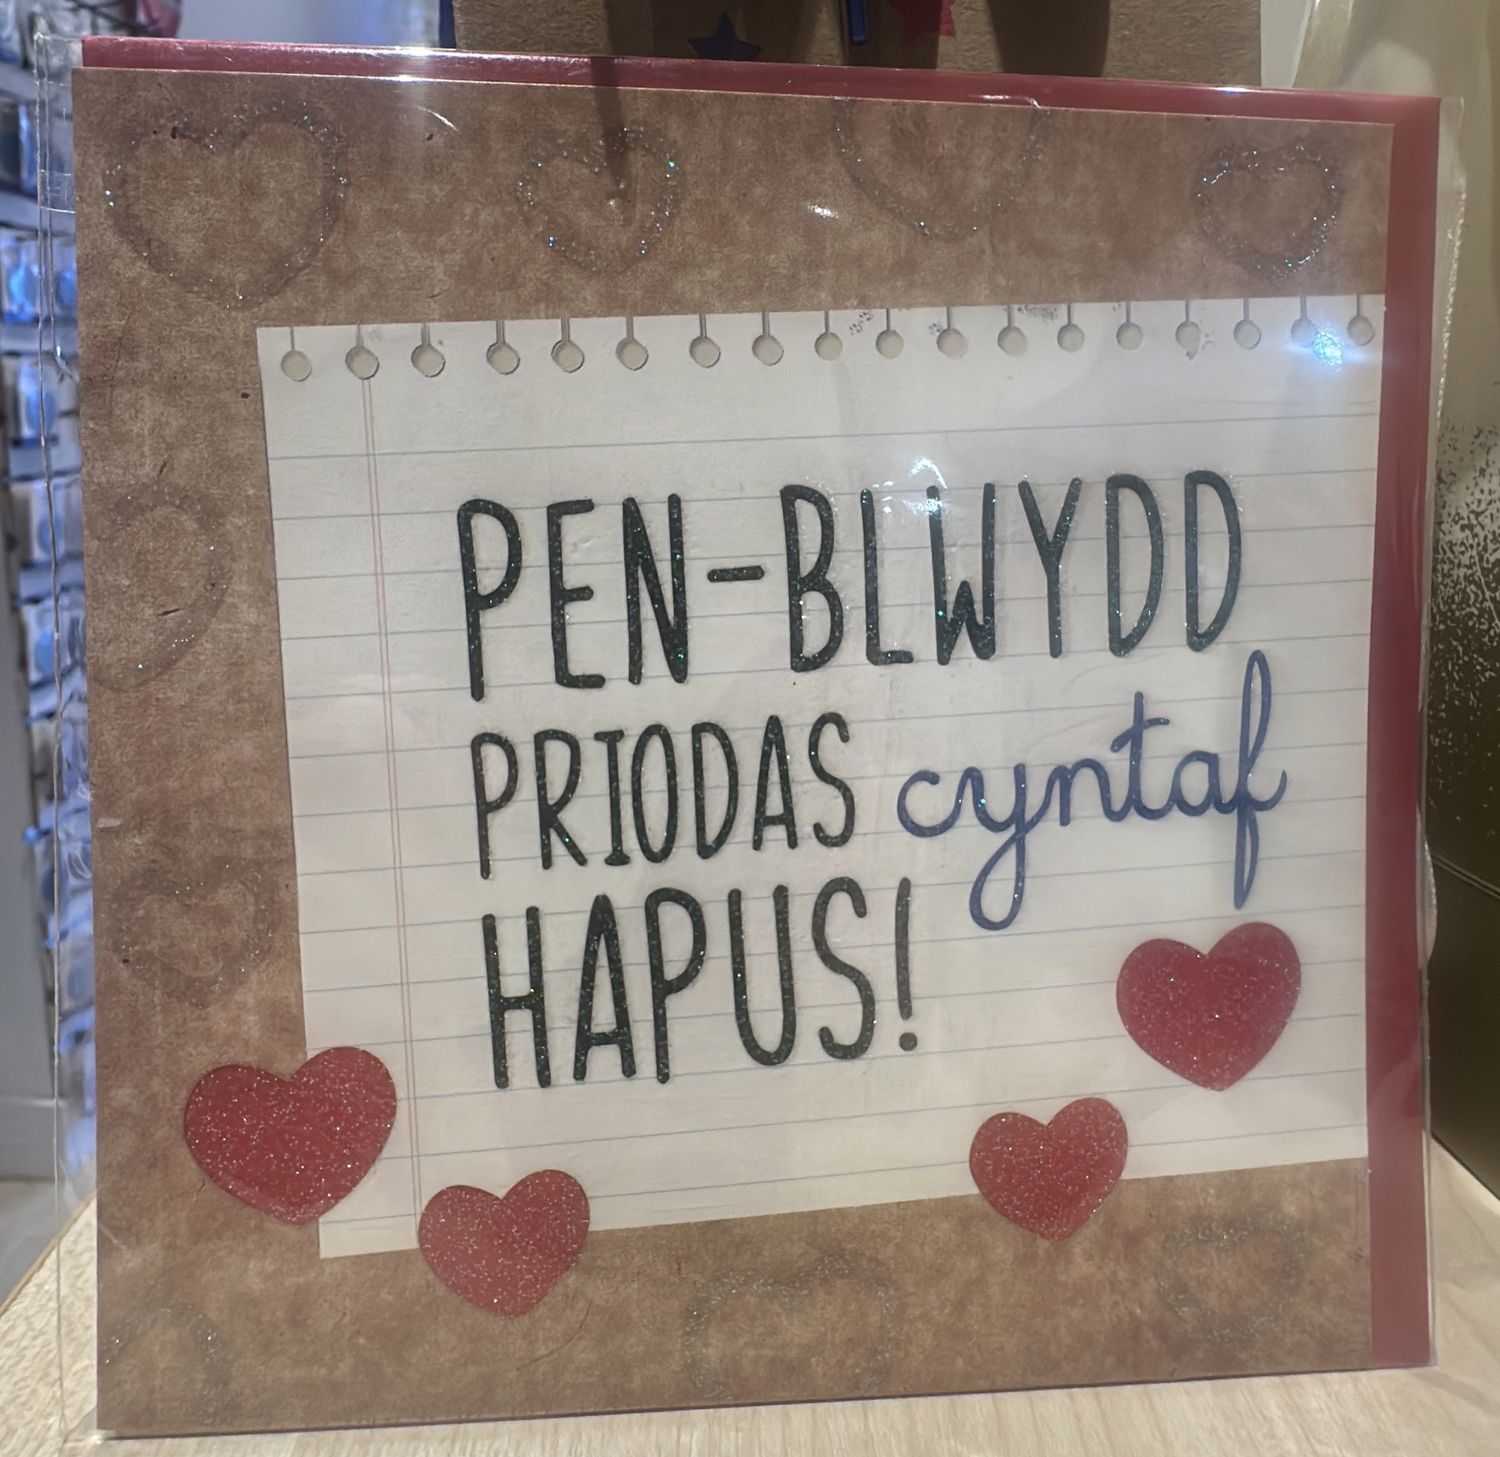 PEN-BLWYDD
PRIODAS cyntaf
HAPUS!